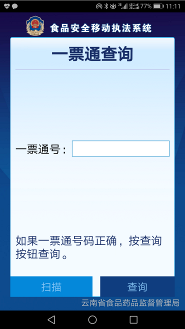 77% 11:11
食品安全移动执法系统
一票通查询
一票通号：
如果一票通号码正确，按查询
按钮查询。
扫描 查询
云南省食品药品监督管理局